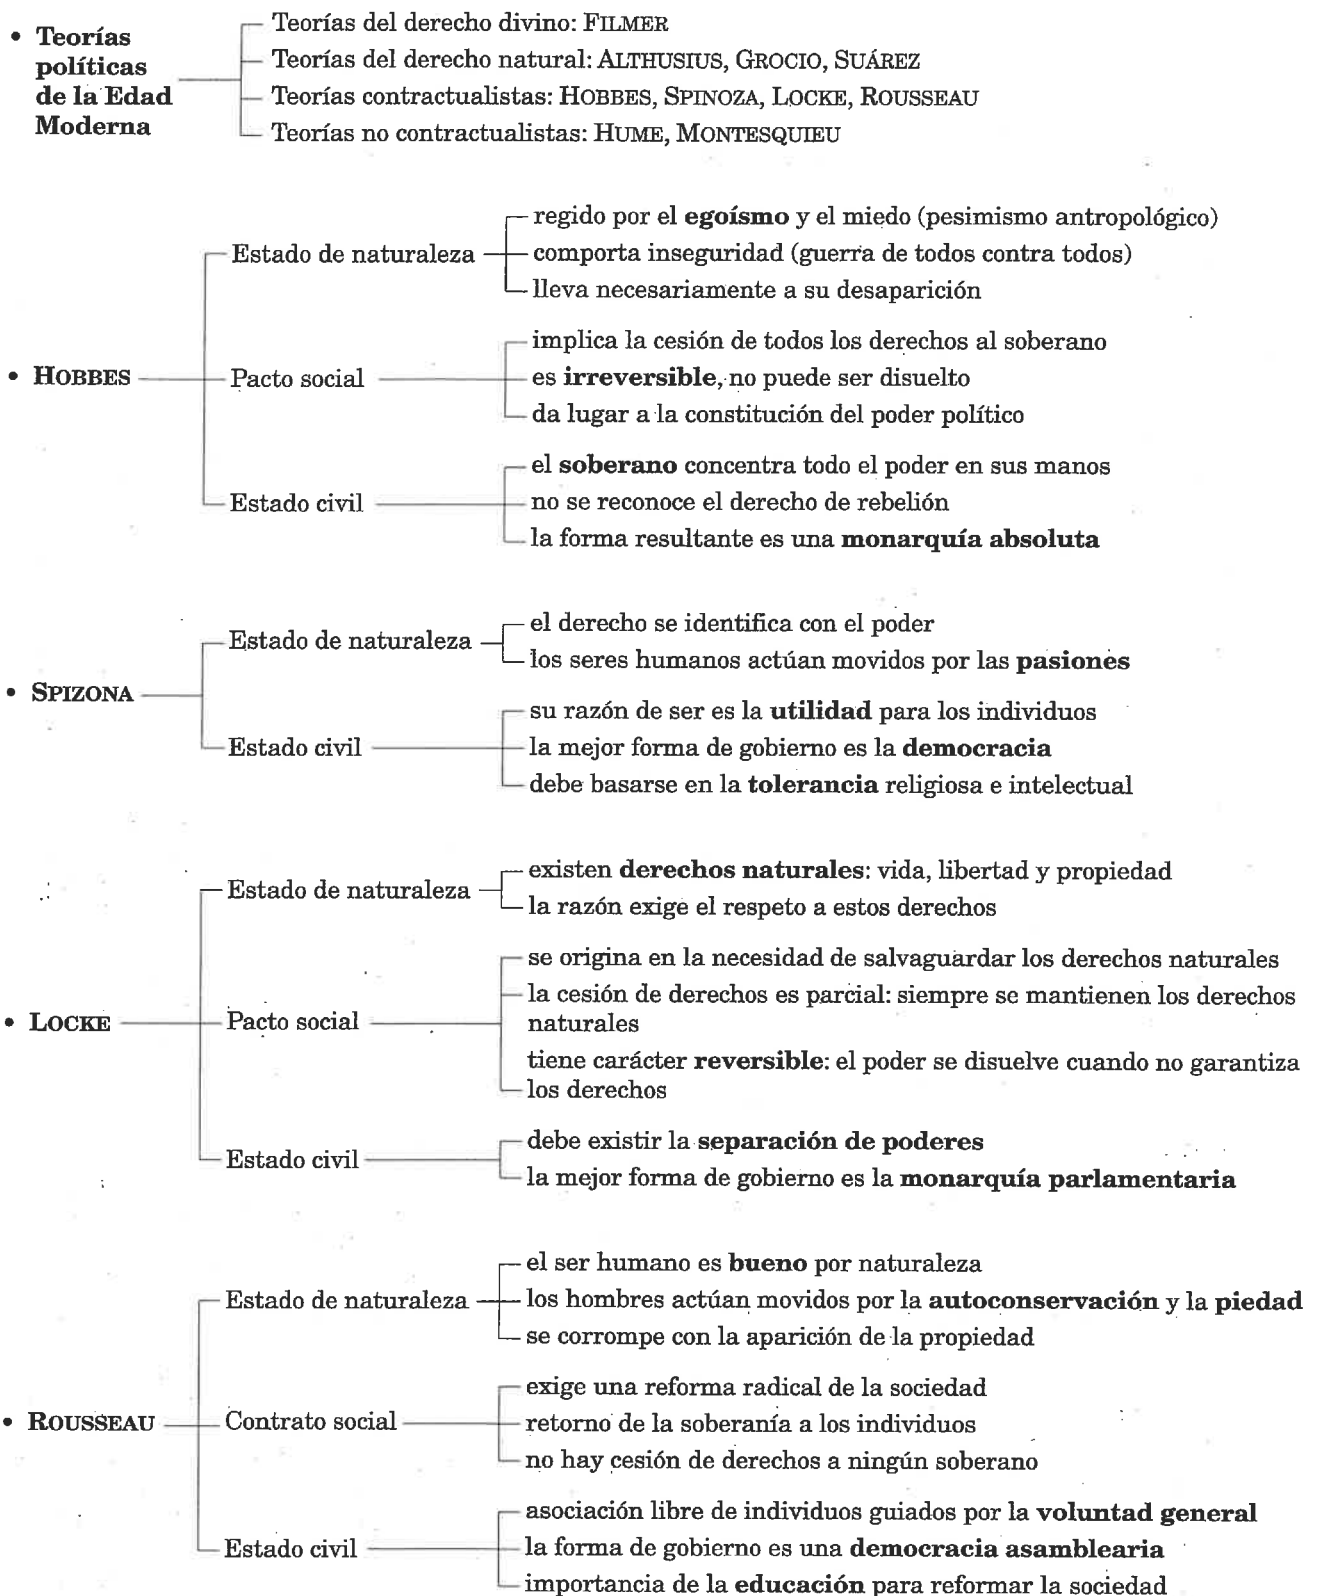 • Teorías políticas de la Edad Moderna
Teorías del derecho divino: FILMER
Teorías del derecho natural: ALTHUSIUS, GROCIO, SUÁREZ
Teorías contractualistas: HOBBES, SPINOZA, LOCKE, ROUSSEAU
Teorías no contractualistas: HUME, MONTESQUIEU
• HOBBES
Estado de naturaleza
regido por el egoísmo y el miedo (pesimismo antropológico)
comporta inseguridad (guerra de todos contra todos)
lleva necesariamente a su desaparición
Pacto social
implica la cesión de todos los derechos al soberano
es irreversible, no puede ser disuelto
da lugar a la constitución del poder político
Estado civil
el soberano concentra todo el poder en sus manos
no se reconoce el derecho de rebelión
la forma resultante es una monarquía absoluta
• SPIZONA
Estado de naturaleza
el derecho se identifica con el poder
los seres humanos actúan movidos por las pasiones
Estado civil
su razón de ser es la utilidad para los individuos
la mejor forma de gobierno es la democracia
debe basarse en la tolerancia religiosa e intelectual
• LOCKE
Estado de naturaleza
existen derechos naturales: vida, libertad y propiedad
la razón exige el respeto a estos derechos
Pacto social
se origina en la necesidad de salvaguardar los derechos naturales
la cesión de derechos es parcial: siempre se mantienen los derechos
naturales
tiene carácter reversible: el poder se disuelve cuando no garantiza
los derechos
Estado civil
debe existir la separación de poderes
la mejor forma de gobierno es la monarquía parlamentaria
• ROUSSEAU
Estado de naturaleza
el ser humano es bueno por naturaleza
los hombres actúan movidos por la autoconservación y la piedad
se corrompe con la aparición de la propiedad
Contrato social
exige una reforma radical de la sociedad
retorno de la soberanía a los individuos
no hay cesión de derechos a ningún soberano
Estado civil
asociación libre de individuos guiados por la voluntad general
la forma de gobierno es una democracia asamblearia
importancia de la educación para reformar la sociedad